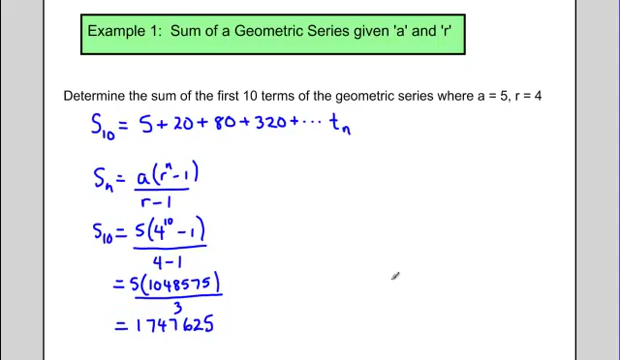 Example 1: Sum of a Geometric Series given 'a' and 'r'
Determine the sum of the first 10 terms of the geometric series where a = 5, r = 4
S₁₀ = 5 + 20 + 80 + 320 + ··· tₙ
Sₙ = a(rⁿ - 1)
r - 1
S₁₀ = 5(4¹⁰ - 1)
4 - 1
= 5(1048575)
3
= 1747625